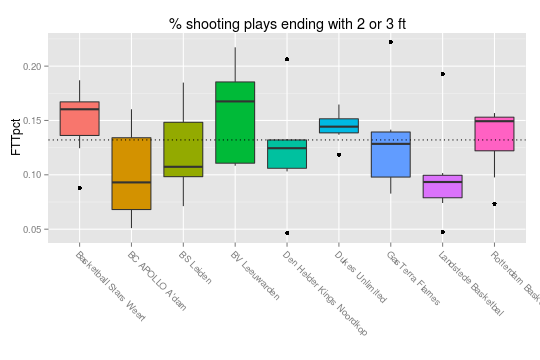 % shooting plays ending with 2 or 3 ft
FTTpct
0.20
0.15
0.10
0.05
Basketball Stars Weert
BC APOLLO A'dam
BS Leiden
BV Leeuwarden
Den Helder Kings Noordkop
Dukes Unlimited
GasTerra Flames
Landstede Basketbal
Rotterdam Bask